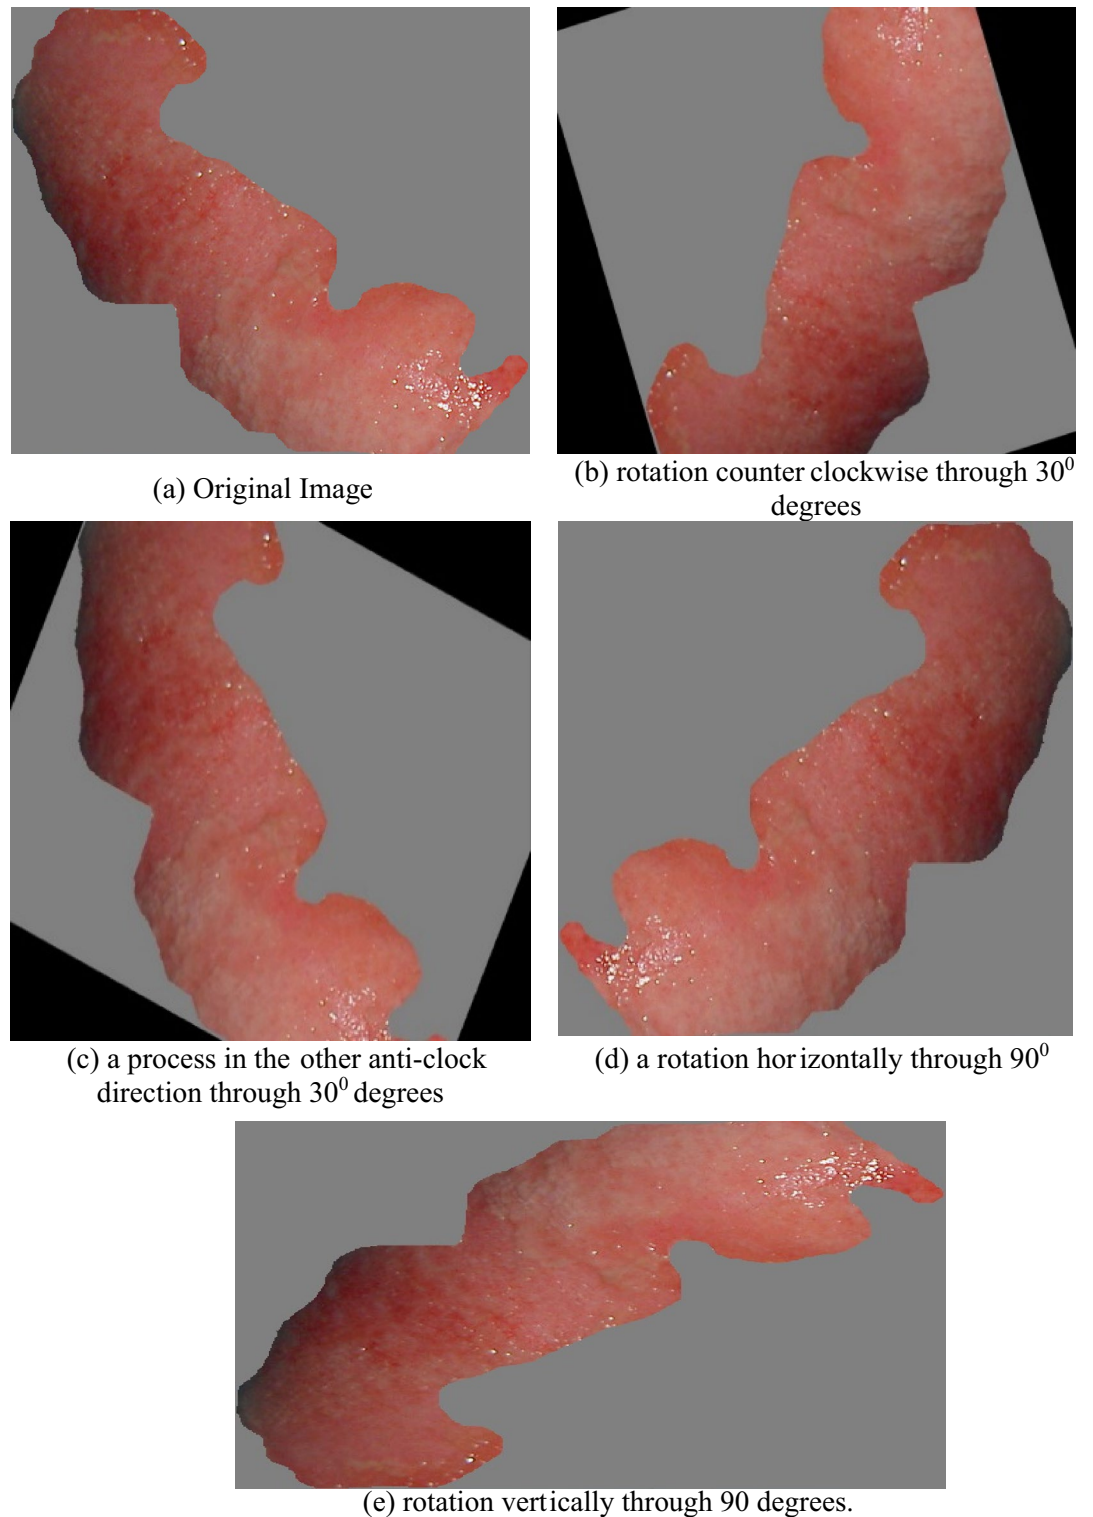 (a) Original Image
(b) rotation counter clockwise through 30⁰
degrees
(c) a process in the other anti-clock
direction through 30⁰ degrees
(d) a rotation horizontally through 90⁰
(e) rotation vertically through 90 degrees.